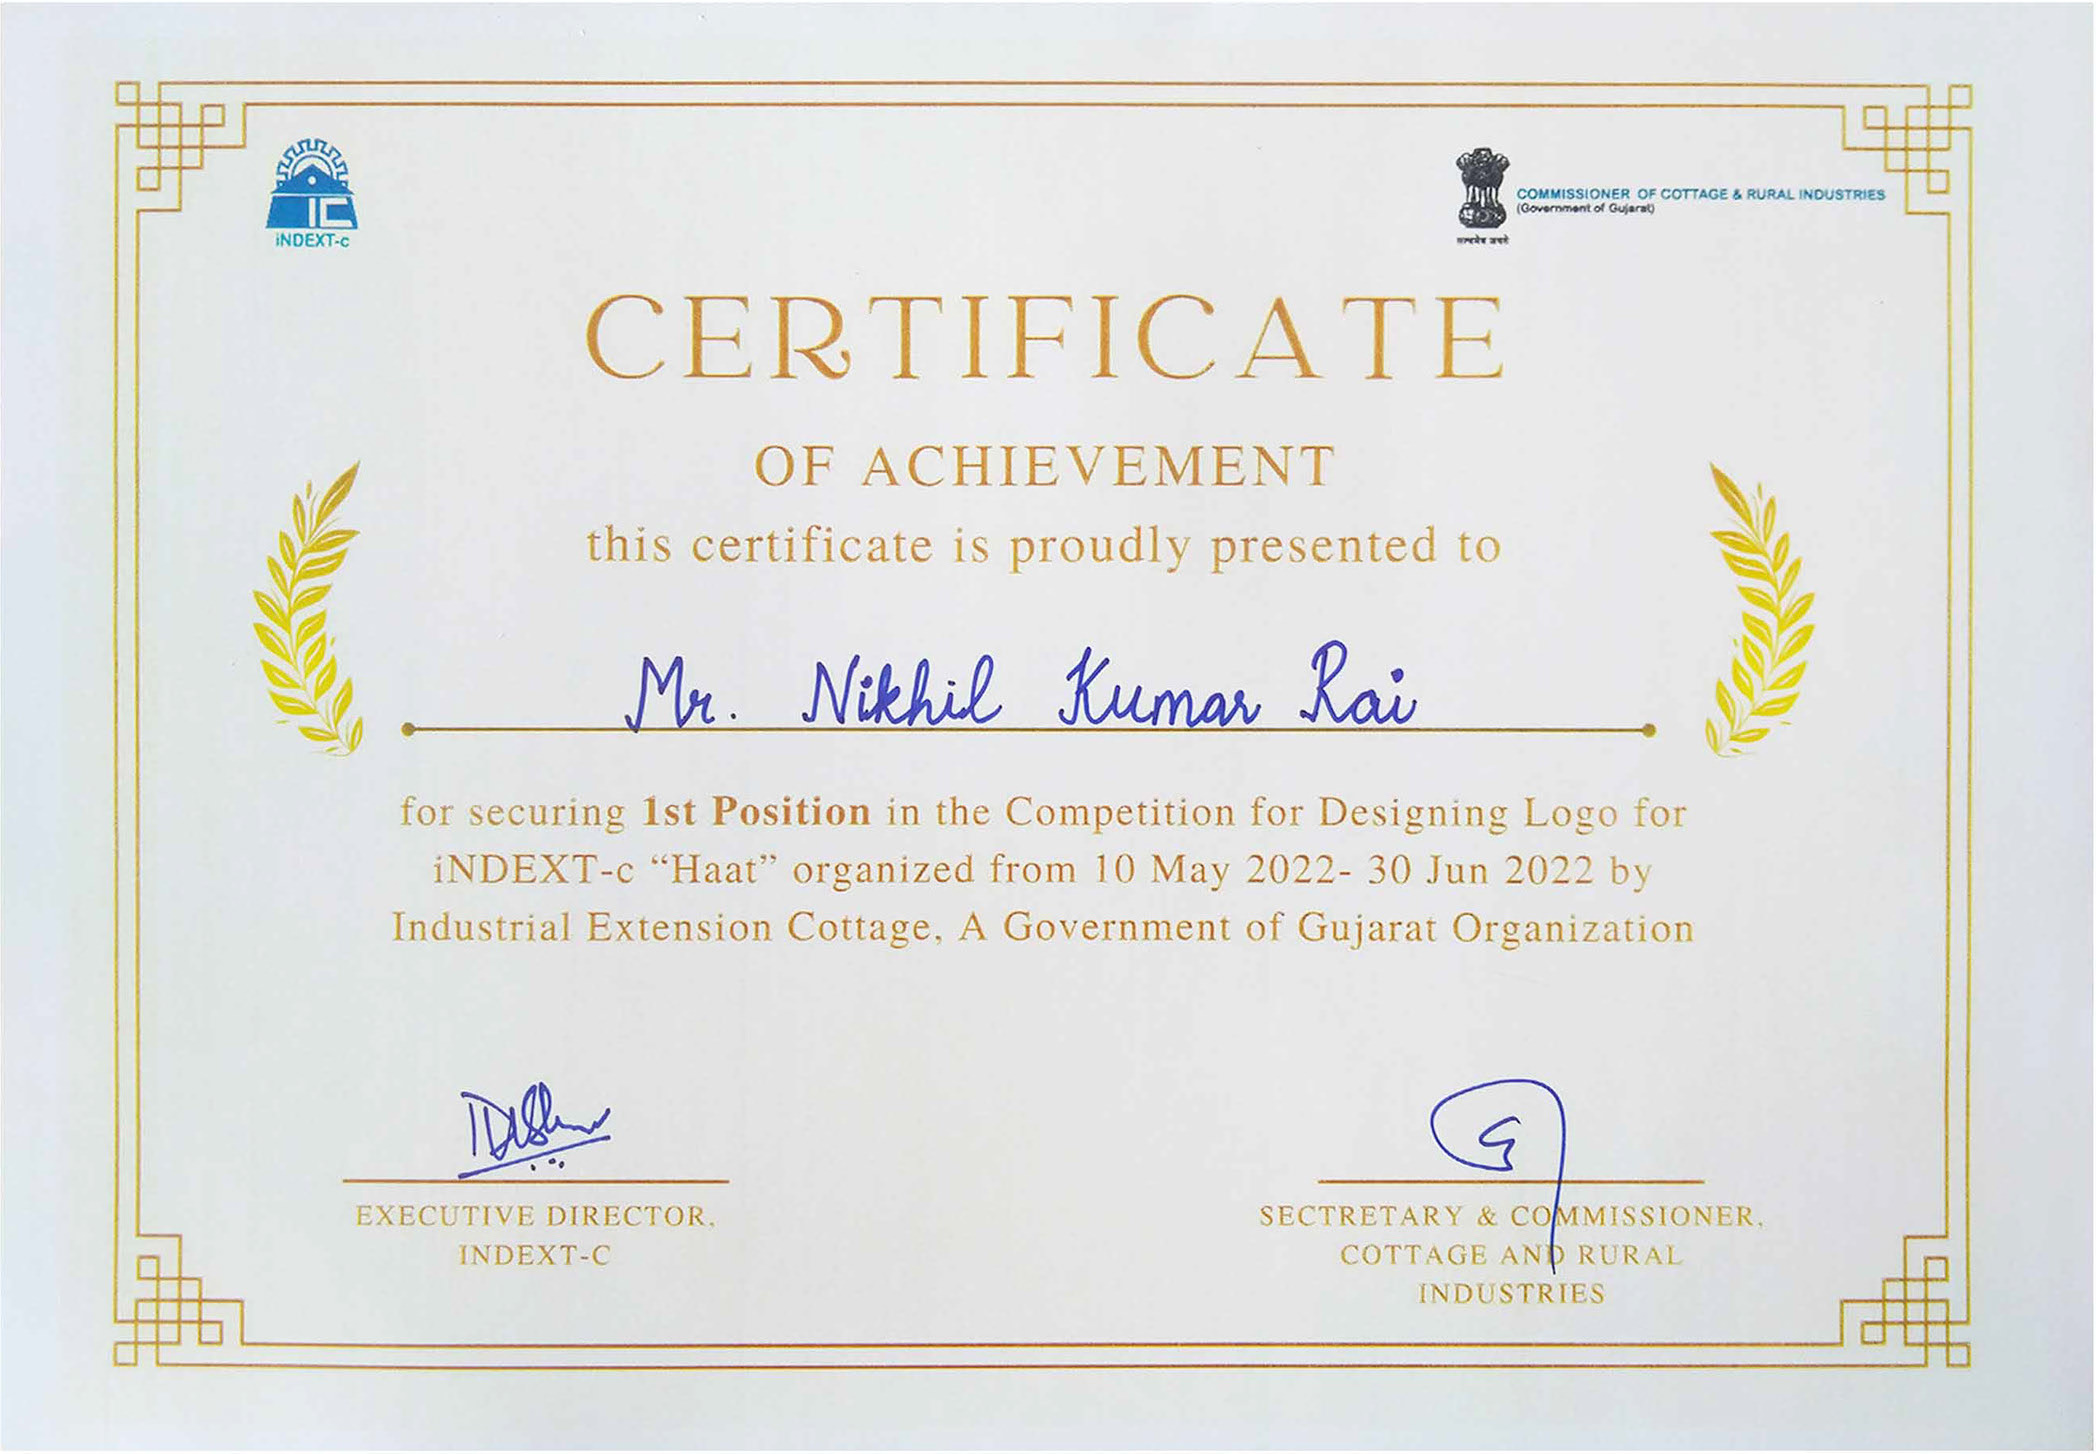 iNDEXT-c
COMMISSIONER OF COTTAGE & RURAL INDUSTRIES
(Government of Gujarat)
सत्यमेव जयते
CERTIFICATE
OF ACHIEVEMENT
this certificate is proudly presented to
Mr. Nikhil Kumar Rai
for securing 1st Position in the Competition for Designing Logo for
iNDEXT-c “Haat” organized from 10 May 2022- 30 Jun 2022 by
Industrial Extension Cottage, A Government of Gujarat Organization
EXECUTIVE DIRECTOR,
INDEXT-C
SECTRETARY & COMMISSIONER,
COTTAGE AND RURAL
INDUSTRIES